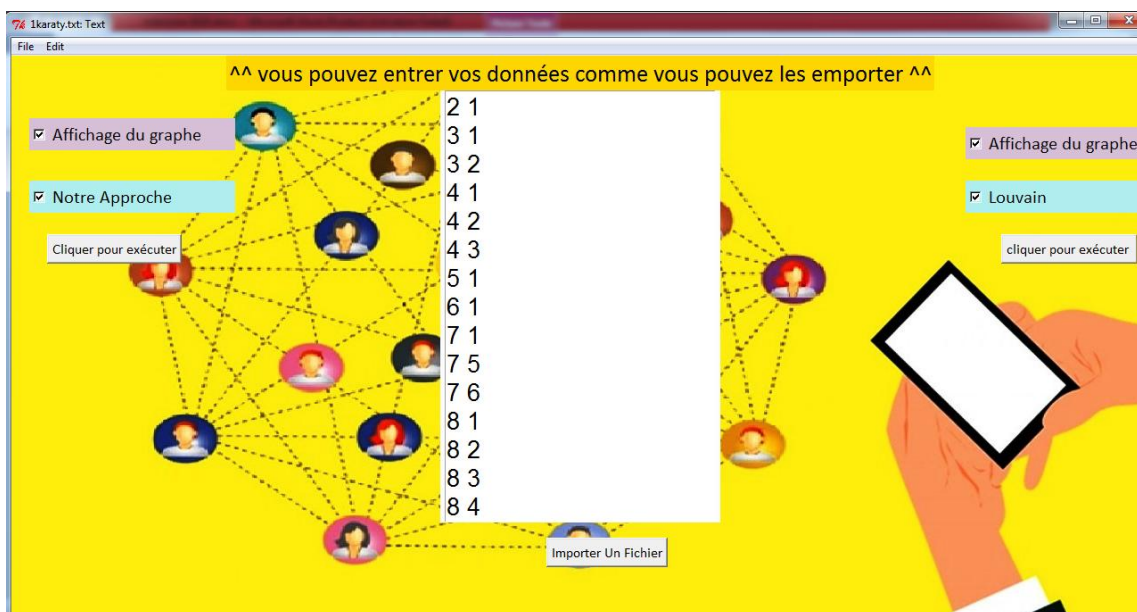 1karaty.txt: Text
File Edit
^^ vous pouvez entrer vos données comme vous pouvez les emporter ^^
Affichage du graphe
Notre Approche
Cliquer pour exécuter
2 1
3 1
3 2
4 1
4 2
4 3
5 1
6 1
7 1
7 5
7 6
8 1
8 2
8 3
8 4
Importer Un Fichier
Affichage du graphe
Louvain
cliquer pour exécuter